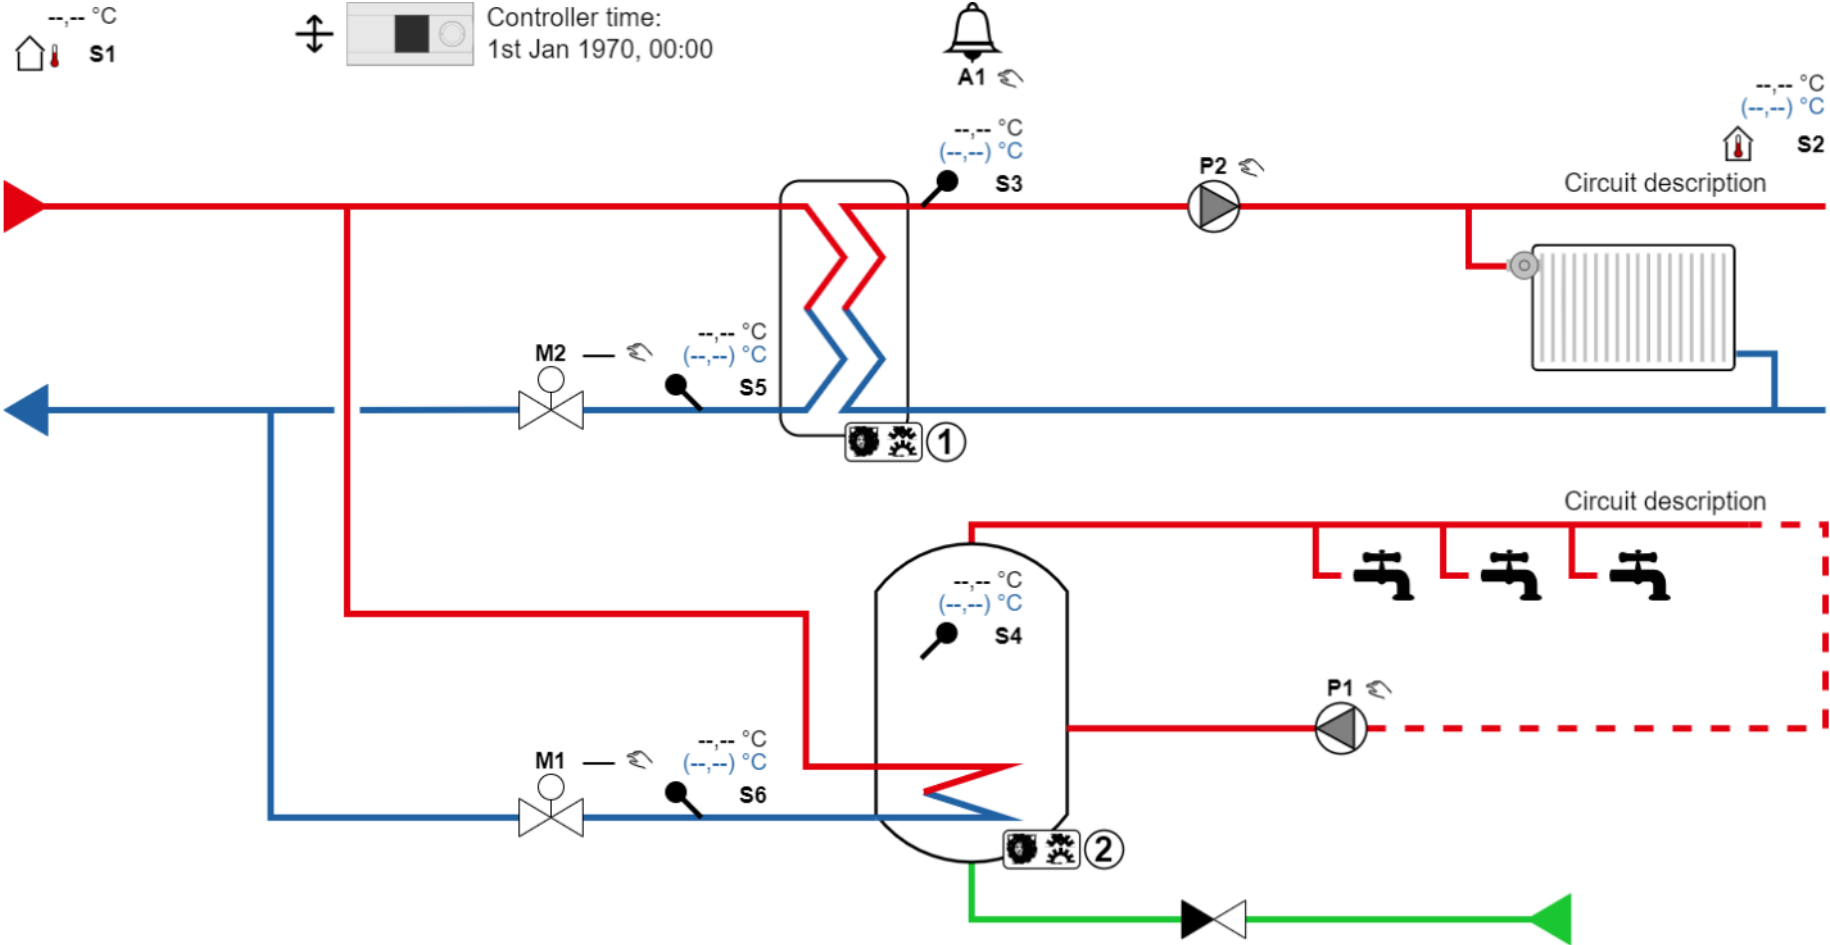 --,-- °C
S1
Controller time:
1st Jan 1970, 00:00
A1
--,-- °C
(--,--) °C
S2
--,-- °C
(--,--) °C
S3
P2
Circuit description
--,-- °C
(--,--) °C
S5
M2
1
Circuit description
--,-- °C
(--,--) °C
S4
P1
--,-- °C
(--,--) °C
S6
M1
2